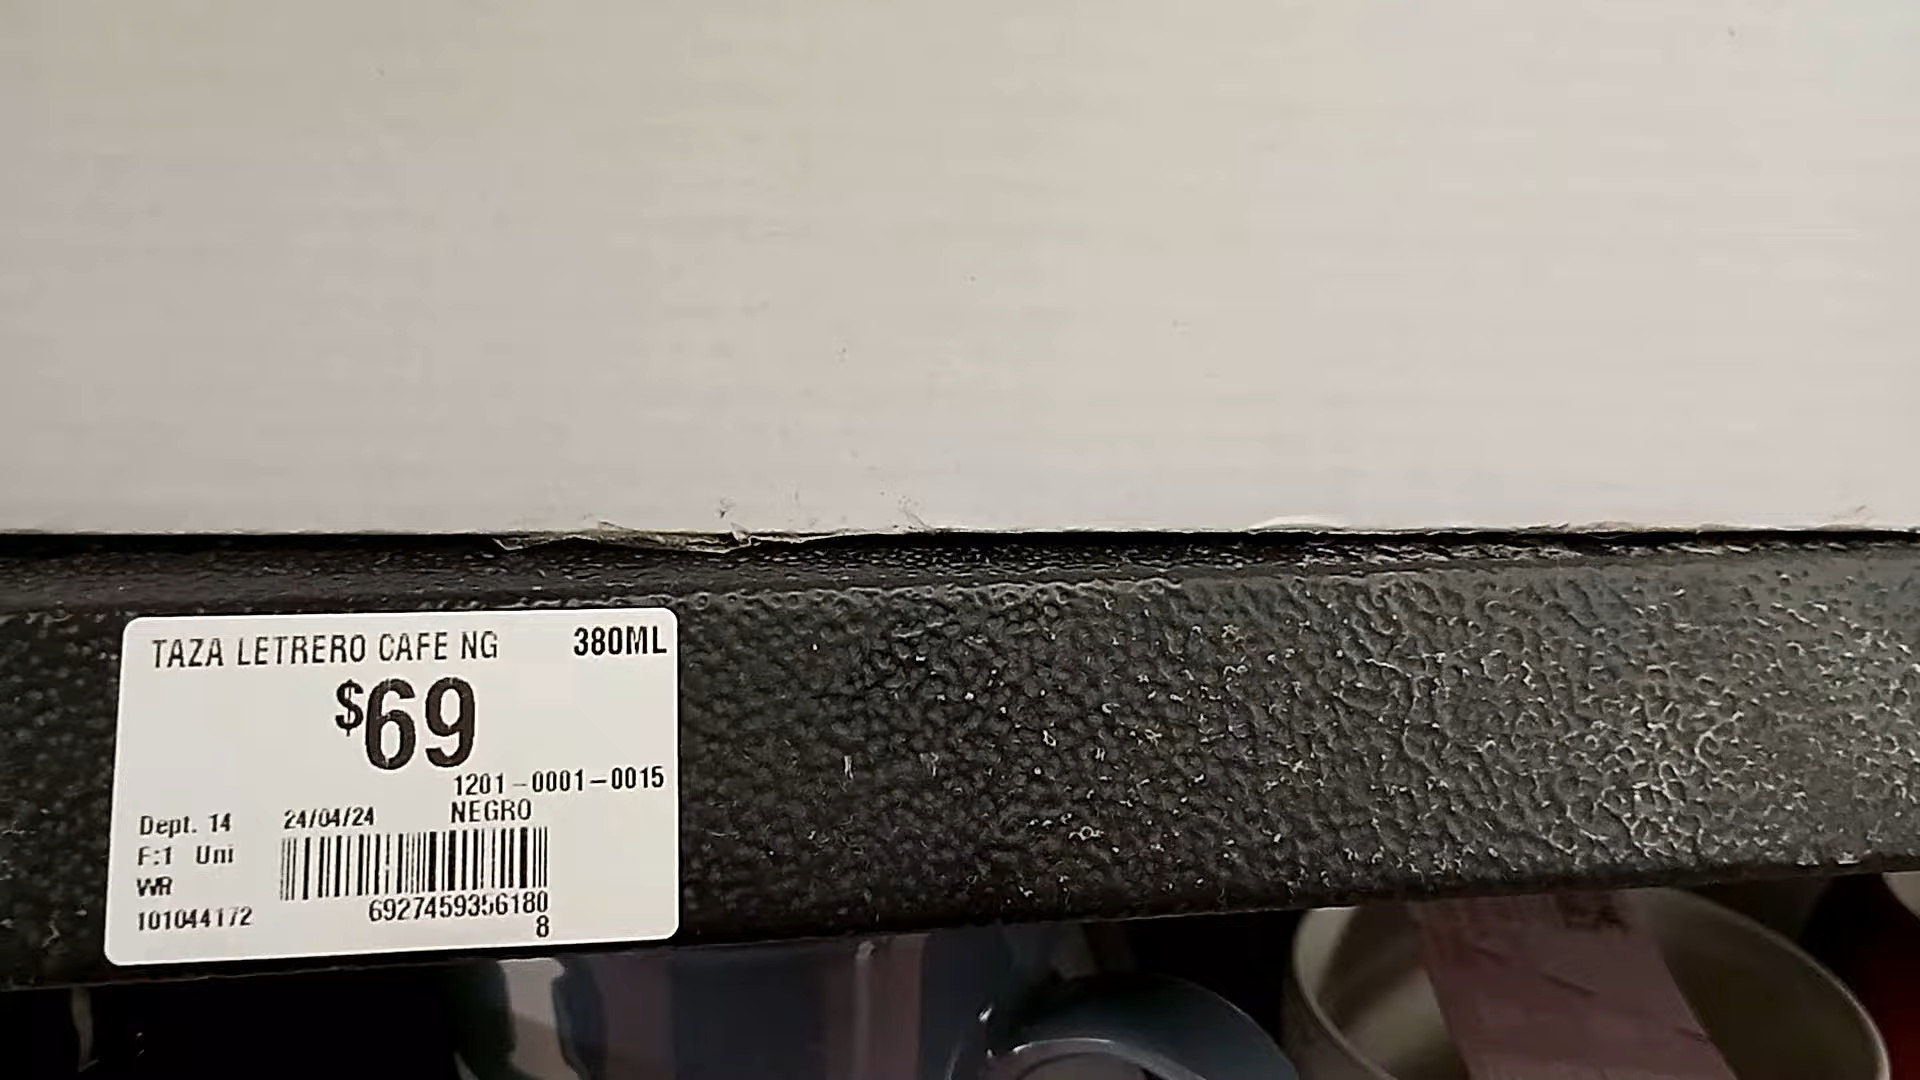 TAZA LETRERO CAFE NG 380ML
$69
1201-0001-0015
Dept. 14 24/04/24 NEGRO
F:1 Uni
WR
101044172 6927459356180
8